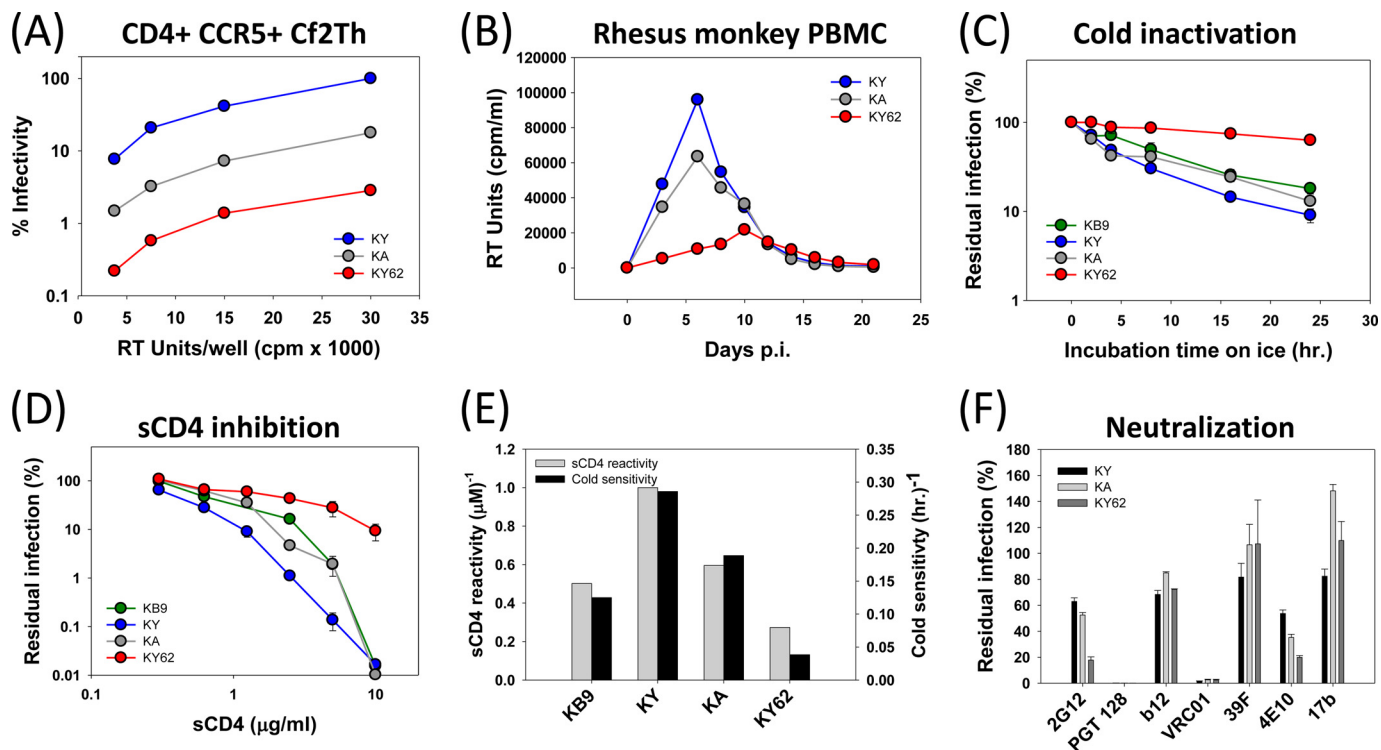 (A) CD4+ CCR5+ Cf2Th
% Infectivity
100
10
1
0.1
KY
KA
KY62
0 5 10 15 20 25 30 35
RT Units/well (cpm x 1000)
(B) Rhesus monkey PBMC
RT Units (cpm/ml)
120000
100000
80000
60000
40000
20000
0
KY
KA
KY62
0 5 10 15 20
Days p.i.
(C) Cold inactivation
Residual infection (%)
100
10
1
KB9
KY
KA
KY62
0 5 10 15 20 25 30
Incubation time on ice (hr.)
(D) sCD4 inhibition
Residual infection (%)
100
10
1
0.1
0.01
KB9
KY
KA
KY62
0.1 1 10
sCD4 (µg/ml)
(E)
sCD4 reactivity (µM)⁻¹
1.2
1.0
0.8
0.6
0.4
0.2
0.0
sCD4 reactivity
Cold sensitivity
0.35
0.30
0.25
0.20
0.15
0.10
0.05
0.00
Cold sensitivty (hr.)⁻¹
KB9 KY KA KY62
(F) Neutralization
Residual infection (%)
180
160
140
120
100
80
60
40
20
0
KY
KA
KY62
2G12 PGT 128 b12 VRC01 39F 4E10 17b